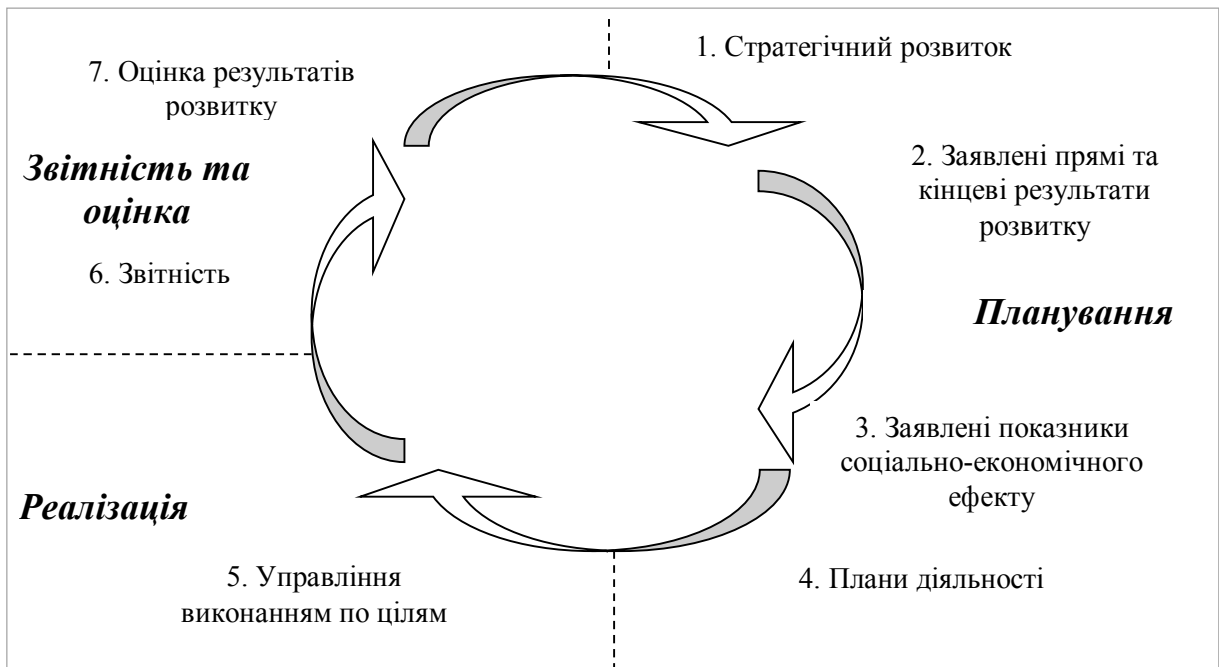 1. Стратегічний розвиток
2. Заявлені прямі та
кінцеві результати
розвитку
Планування
3. Заявлені показники
соціально-економічного
ефекту
4. Плани діяльності
5. Управління
виконанням по цілям
Реалізація
6. Звітність
Звітність та
оцінка
7. Оцінка результатів
розвитку